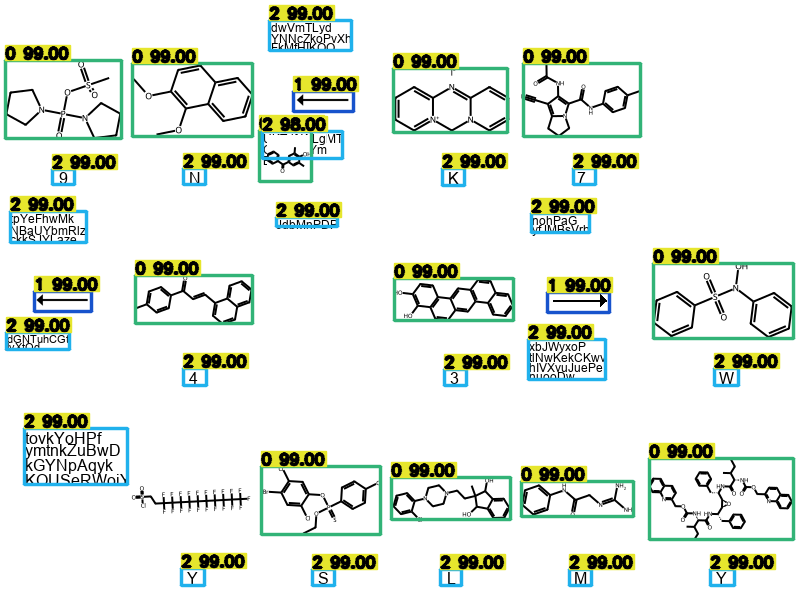 2 99.00
dwVmTLyd
YNNcZkoPvXh
0 99.00
0 99.00
1 99.00
0 99.00
0 99.00
2 98.00
LgMT
Ym
2 99.00
9
2 99.00
N
2 99.00
K
2 99.00
7
2 99.00
tpYeFhwMk
NBaUYbmRlz
2 99.00
2 99.00
nohPaG
1 99.00
0 99.00
0 99.00
1 99.00
0 99.00
2 99.00
dGNTuhCGf
2 99.00
4
2 99.00
3
2 99.00
xbJWyxoP
tlNwKekCKwv
hIVXyuJuePe
2 99.00
W
2 99.00
tovkYoHPf
ymtnkZuBwD
kGYNpAqyk
KOUSeRWoiX
0 99.00
0 99.00
0 99.00
0 99.00
2 99.00
Y
2 99.00
S
2 99.00
L
2 99.00
M
2 99.00
Y